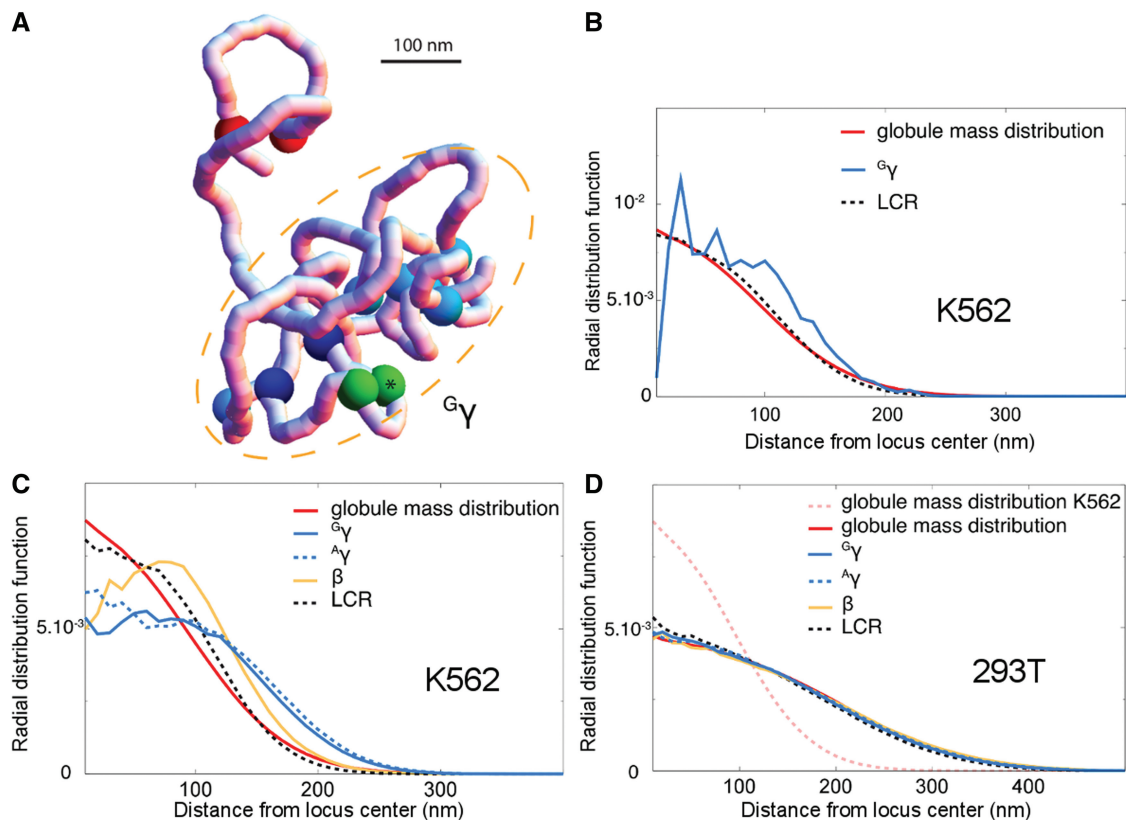 A
100 nm
*
ᴳγ
B
Radial distribution function
10⁻²
5.10⁻³
0
globule mass distribution
ᴳγ
LCR
K562
100
200
300
Distance from locus center (nm)
C
Radial distribution function
5.10⁻³
0
globule mass distribution
ᴳγ
ᴬγ
β
LCR
K562
100
200
300
Distance from locus center (nm)
D
Radial distribution function
5.10⁻³
0
globule mass distribution K562
globule mass distribution
ᴳγ
ᴬγ
β
LCR
293T
100
200
300
400
Distance from locus center (nm)